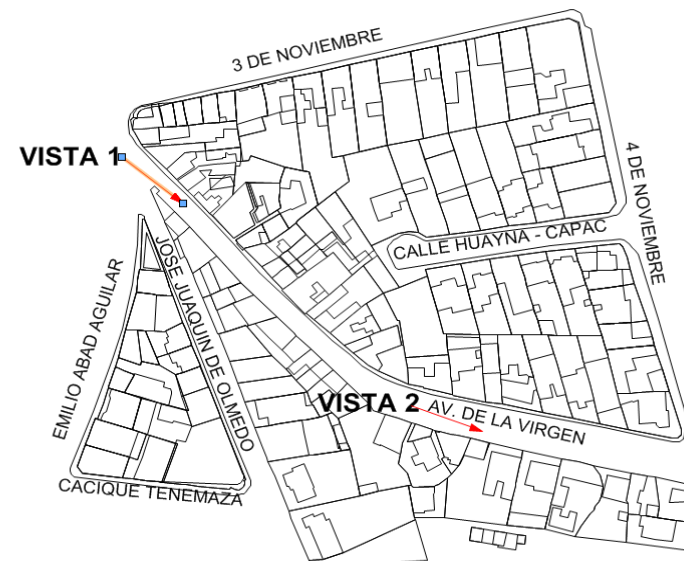 3 DE NOVIEMBRE
VISTA 1
4 DE NOVIEMBRE
CALLE HUAYNA - CAPAC
JOSE JUAQUIN DE OLMEDO
EMILIO ABAD AGUILAR
VISTA 2
AV. DE LA VIRGEN
CACIQUE TENEMAZA